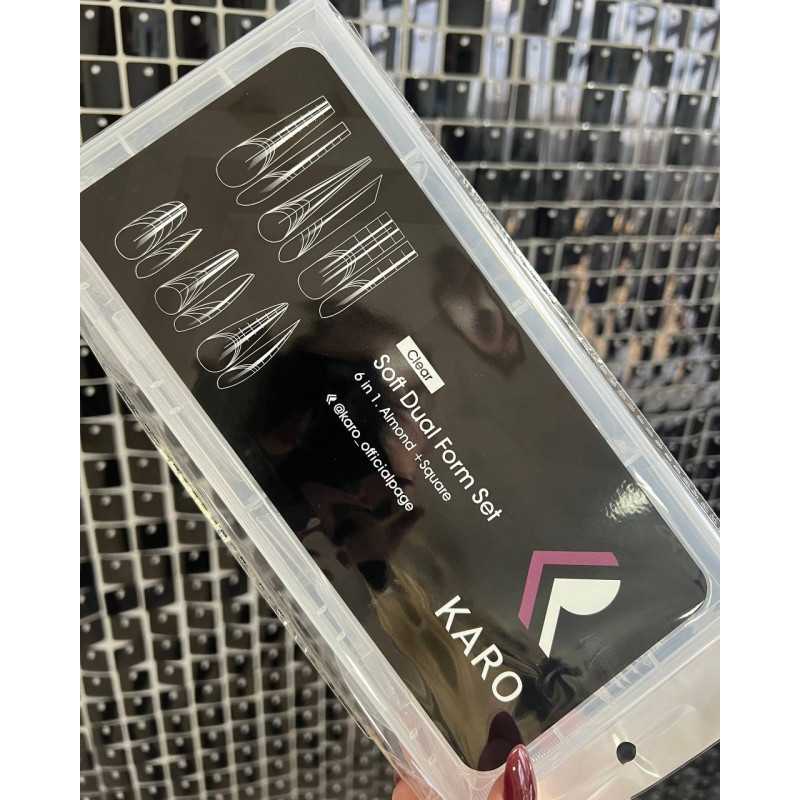 Clear
Soft Dual Form Set
6 in 1. Almond +Square
@karo_officialpage
KARO